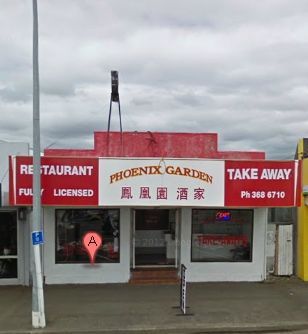 RESTAURANT
FULLY LICENSED
PHOENIX GARDEN
鳳凰園酒家
TAKE AWAY
Ph 368 6710
A